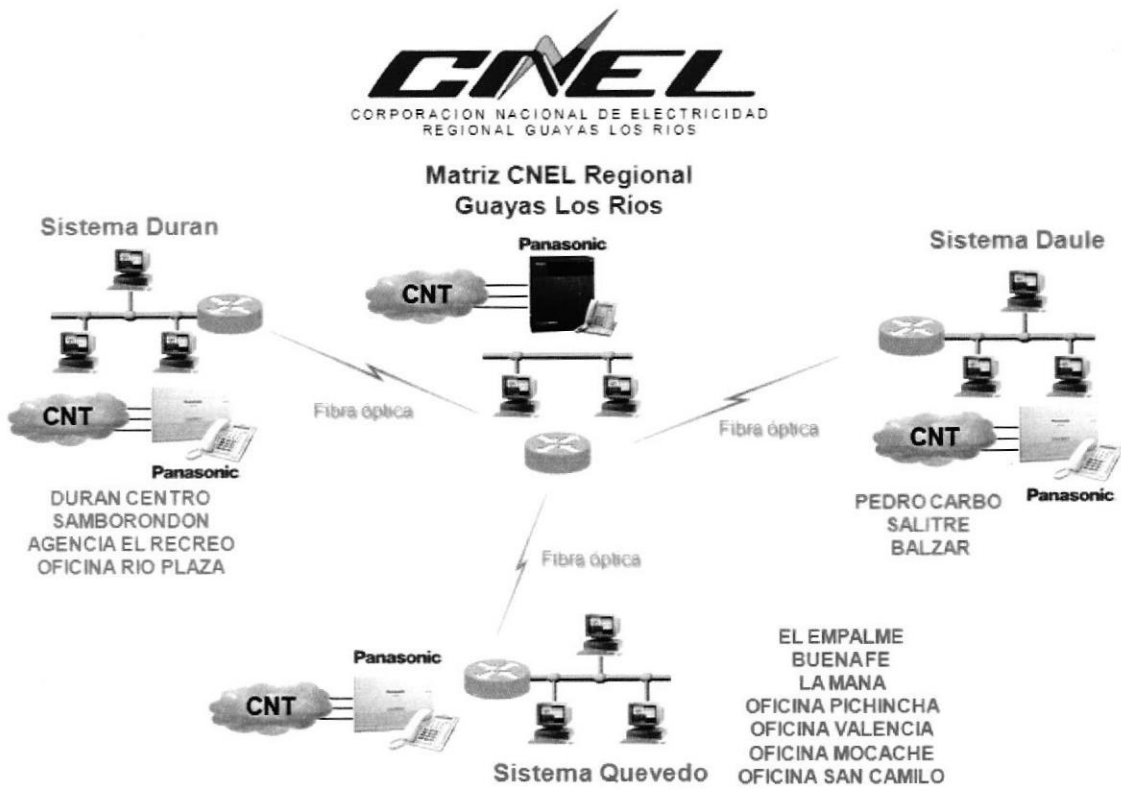 CNEL
CORPORACION NACIONAL DE ELECTRICIDAD
REGIONAL GUAYAS LOS RIOS
Matriz CNEL Regional
Guayas Los Ríos
Sistema Duran
Panasonic
CNT
Sistema Daule
CNT
Panasonic
Fibra óptica
DURAN CENTRO
SAMBORONDON
AGENCIA EL RECREO
OFICINA RIO PLAZA
Fibra óptica
CNT
Panasonic
PEDRO CARBO
SALITRE
BALZAR
Fibra óptica
Panasonic
CNT
Sistema Quevedo
EL EMPALME
BUENAFE
LA MANA
OFICINA PICHINCHA
OFICINA VALENCIA
OFICINA MOCACHE
OFICINA SAN CAMILO